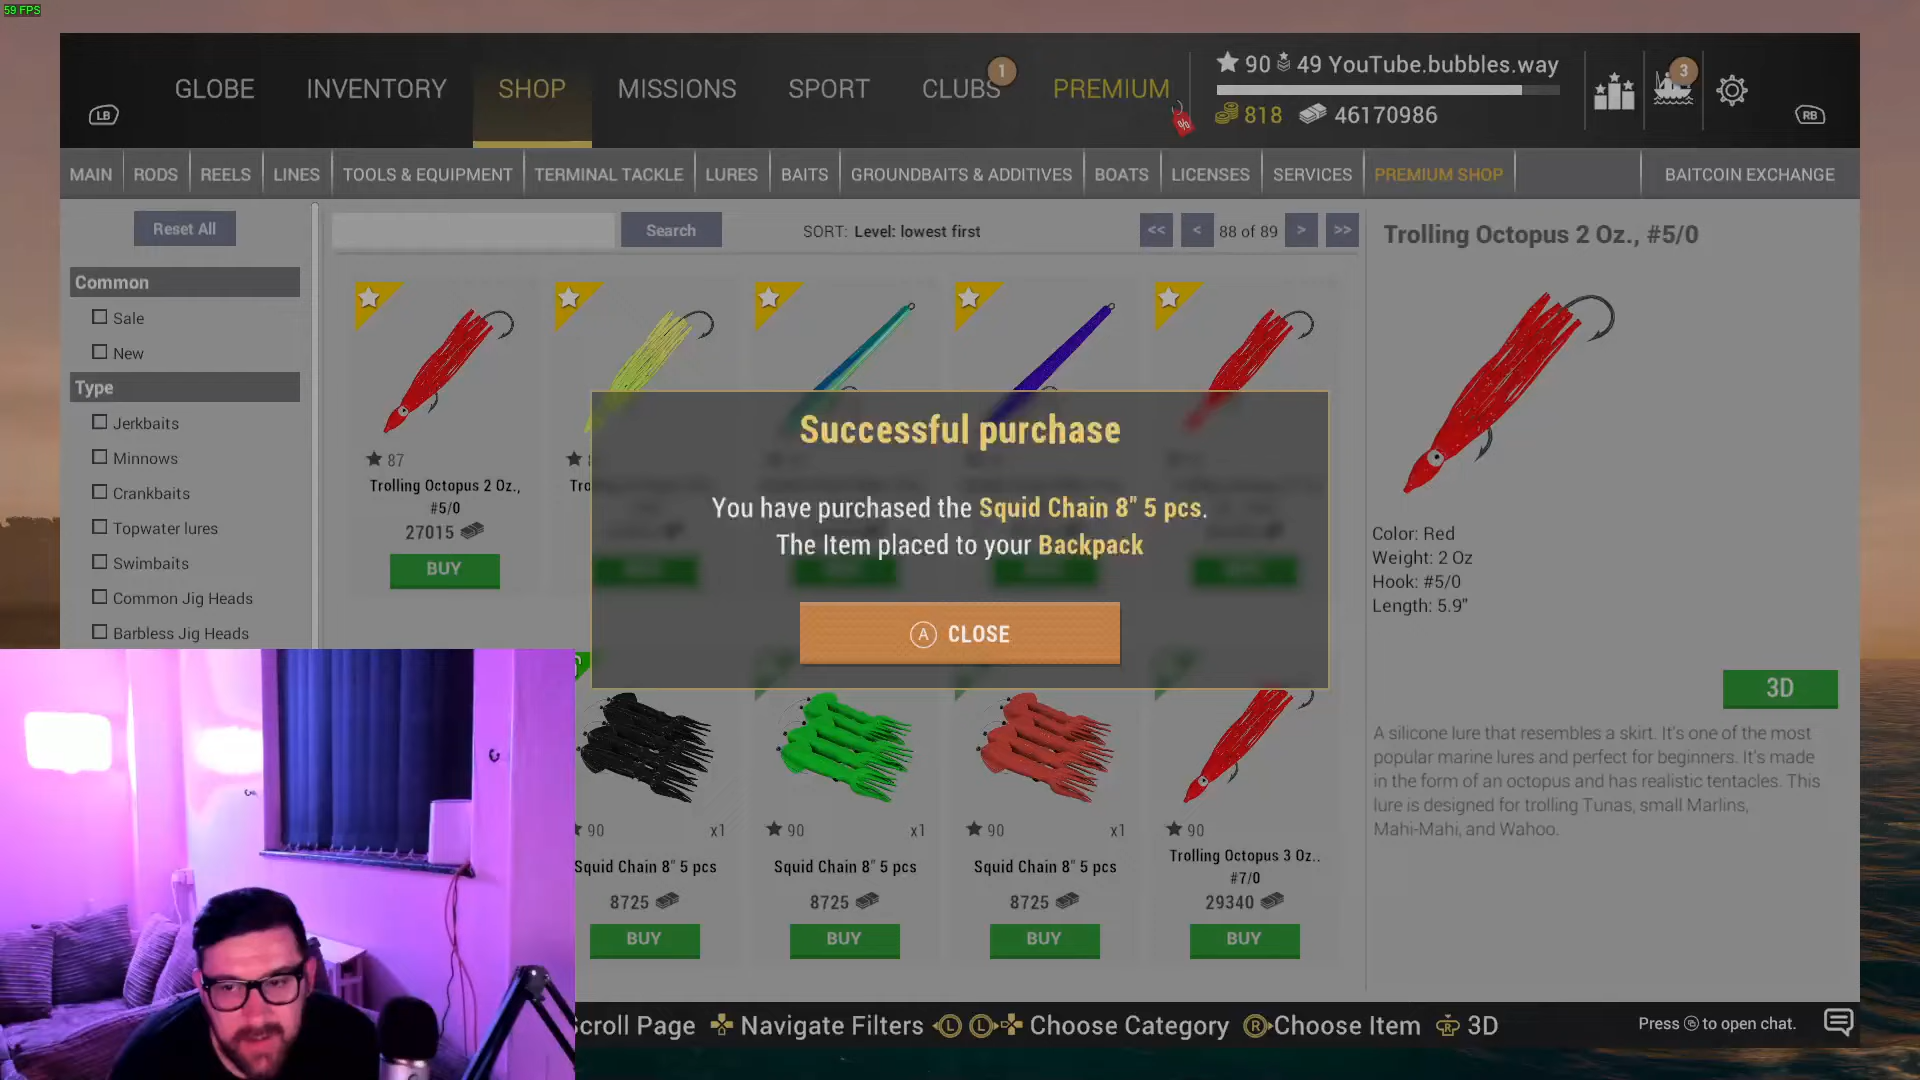 59 FPS
GLOBE INVENTORY SHOP MISSIONS SPORT CLUBS 1 PREMIUM %
90 49 YouTube.bubbles.way
818 46170986
3
LB
RB
MAIN RODS REELS LINES TOOLS & EQUIPMENT TERMINAL TACKLE LURES BAITS GROUNDBAITS & ADDITIVES BOATS LICENSES SERVICES PREMIUM SHOP BAITCOIN EXCHANGE
Reset All
Search
SORT: Level: lowest first
<< < 88 of 89 > >>
Common
Sale
New
Type
Jerkbaits
Minnows
Crankbaits
Topwater lures
Swimbaits
Common Jig Heads
Barbless Jig Heads
87
Trolling Octopus 2 Oz., #5/0
27015
BUY
Successful purchase
You have purchased the Squid Chain 8" 5 pcs.
The Item placed to your Backpack
A CLOSE
90 x1
Squid Chain 8" 5 pcs
8725
BUY
90 x1
Squid Chain 8" 5 pcs
8725
BUY
90 x1
Squid Chain 8" 5 pcs
8725
BUY
90
Trolling Octopus 3 Oz..
#7/0
29340
BUY
Trolling Octopus 2 Oz., #5/0
Color: Red
Weight: 2 Oz
Hook: #5/0
Length: 5.9"
3D
A silicone lure that resembles a skirt. It's one of the most
popular marine lures and perfect for beginners. It's made
in the form of an octopus and has realistic tentacles. This
lure is designed for trolling Tunas, small Marlins,
Mahi-Mahi, and Wahoo.
Scroll Page Navigate Filters L L Choose Category R Choose Item R 3D
Press to open chat.